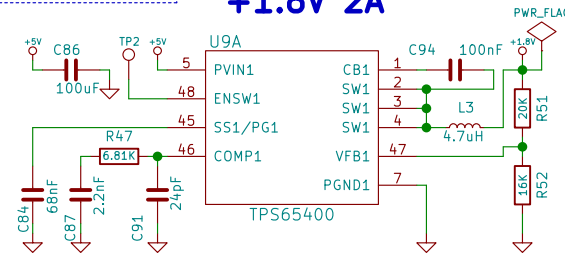 +1.8V 2A
PWR_FLAG
+5V
C86
100uF
TP2
+5V
U9A
C94
100nF
+1.8V
5
PVIN1
CB1
1
48
ENSW1
SW1
2
SW1
3
45
SS1/PG1
SW1
4
L3
4.7uH
20K
R51
R47
6.81K
46
COMP1
VFB1
47
PGND1
7
16K
R52
C84
68nF
C87
2.2nF
C91
24pF
TPS65400